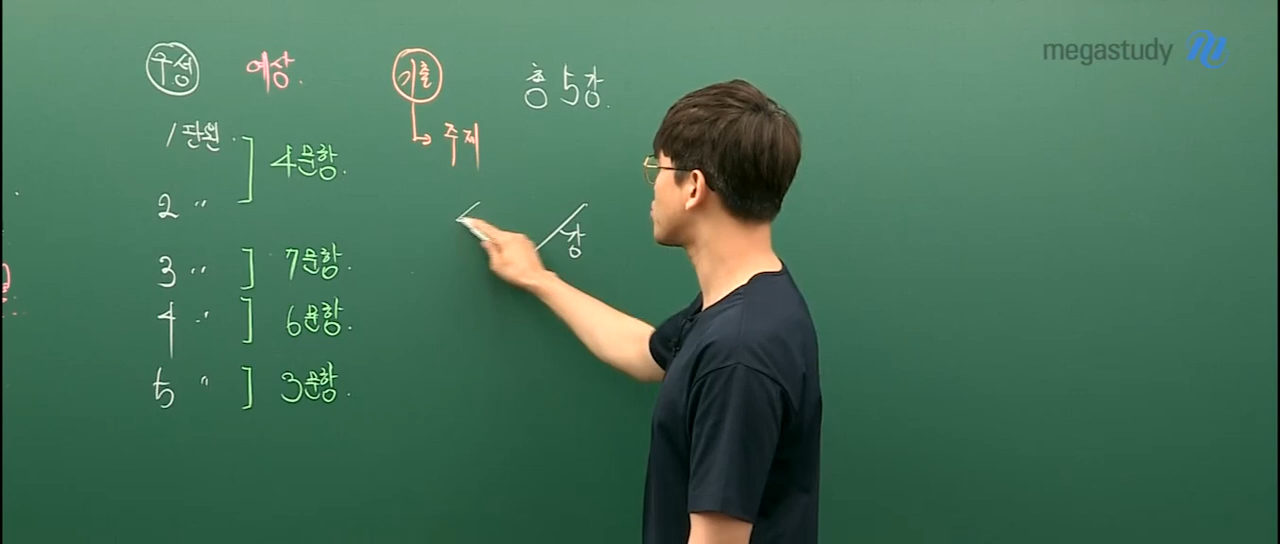 megastudy
구성 예상. 기출 총 5강.
주제
1단원. ] 4문항.
2 〃
3 〃 ] 7문항.
강
4 〃 ] 6문항.
5 〃 ] 3문항.